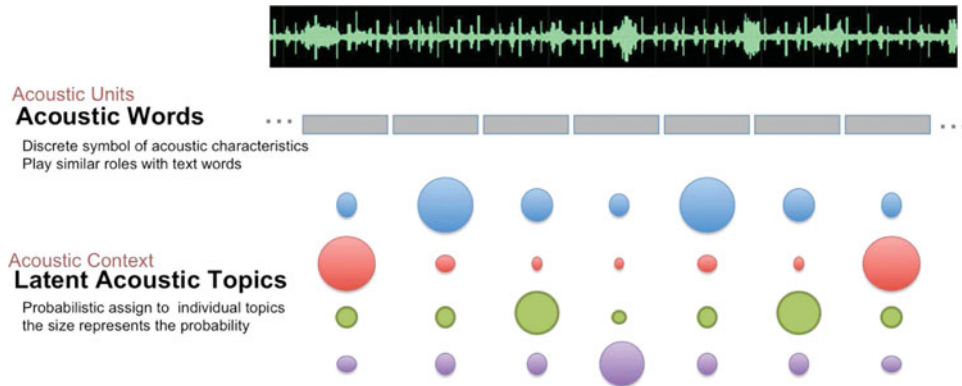 Acoustic Units
Acoustic Words
... ...
Discrete symbol of acoustic characteristics
Play similar roles with text words
Acoustic Context
Latent Acoustic Topics
Probabilistic assign to individual topics
the size represents the probability